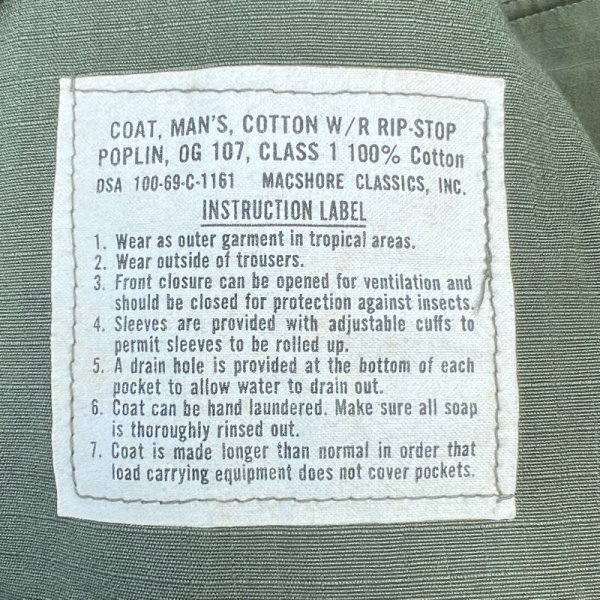 COAT, MAN'S, COTTON W/R RIP-STOP
POPLIN, OG 107, CLASS 1 100% Cotton
DSA 100-69-C-1161 MACSHORE CLASSICS, INC.
INSTRUCTION LABEL
1. Wear as outer garment in tropical areas.
2. Wear outside of trousers.
3. Front closure can be opened for ventilation and
should be closed for protection against insects.
4. Sleeves are provided with adjustable cuffs to
permit sleeves to be rolled up.
5. A drain hole is provided at the bottom of each
pocket to allow water to drain out.
6. Coat can be hand laundered. Make sure all soap
is thoroughly rinsed out.
7. Coat is made longer than normal in order that
load carrying equipment does not cover pockets.